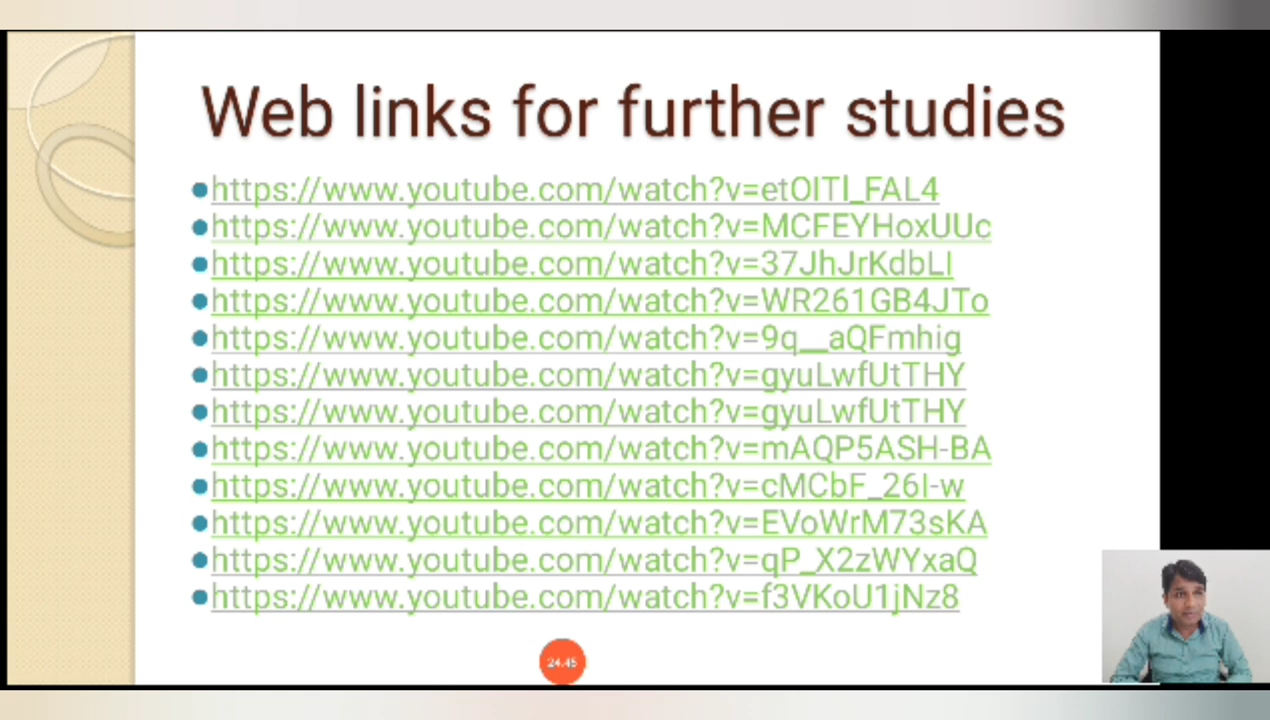 Web links for further studies
https://www.youtube.com/watch?v=etOITl_FAL4
https://www.youtube.com/watch?v=MCFEYHoxUUc
https://www.youtube.com/watch?v=37JhJrKdbLI
https://www.youtube.com/watch?v=WR261GB4JTo
https://www.youtube.com/watch?v=9q__aQFmhig
https://www.youtube.com/watch?v=gyuLwfUtTHY
https://www.youtube.com/watch?v=gyuLwfUtTHY
https://www.youtube.com/watch?v=mAQP5ASH-BA
https://www.youtube.com/watch?v=cMCbF_26I-w
https://www.youtube.com/watch?v=EVoWrM73sKA
https://www.youtube.com/watch?v=qP_X2zWYxaQ
https://www.youtube.com/watch?v=f3VKoU1jNz8
24:45